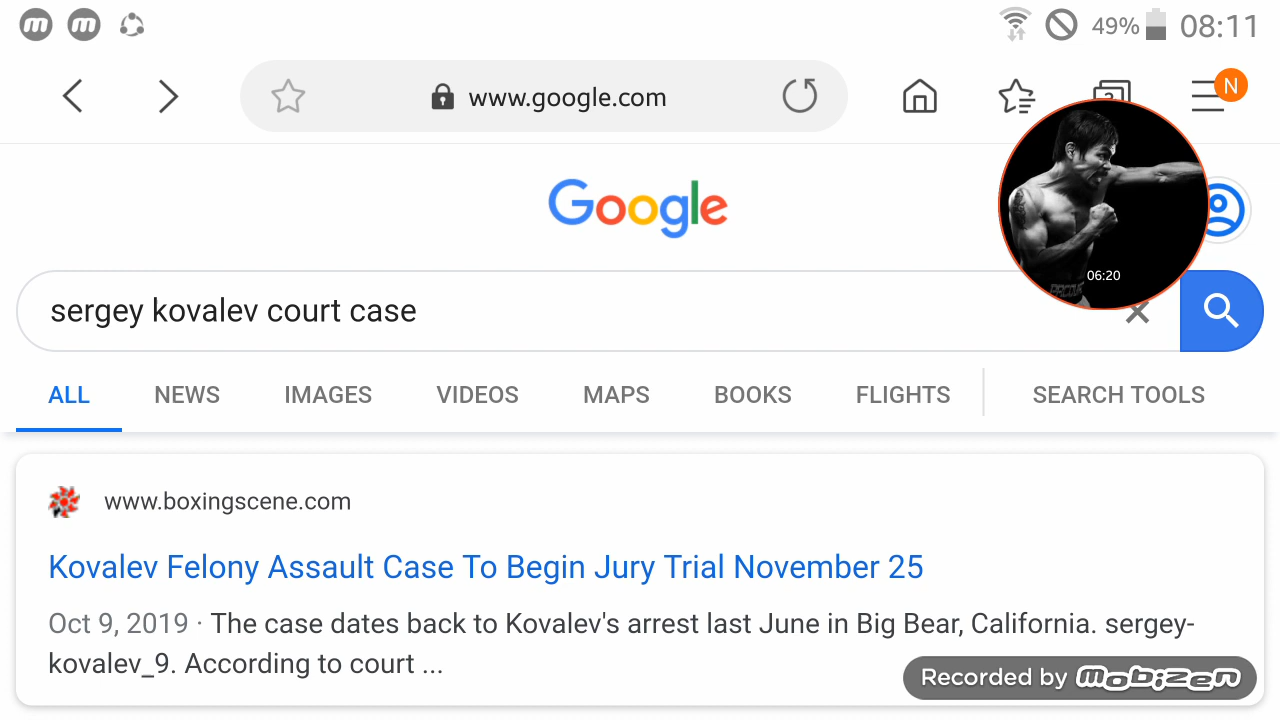 49% 08:11
www.google.com
N
Google
06:20
sergey kovalev court case
ALL NEWS IMAGES VIDEOS MAPS BOOKS FLIGHTS SEARCH TOOLS
www.boxingscene.com
Kovalev Felony Assault Case To Begin Jury Trial November 25
Oct 9, 2019 · The case dates back to Kovalev's arrest last June in Big Bear, California. sergey-
kovalev_9. According to court ...
Recorded by mobizen